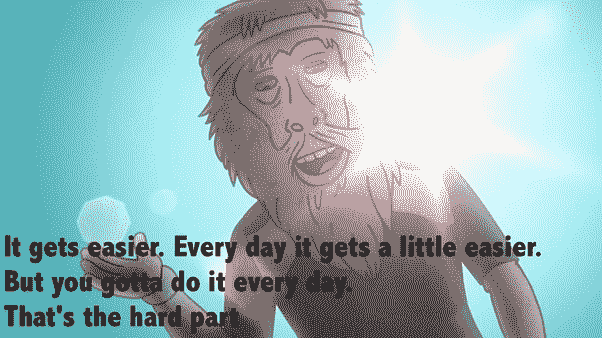 It gets easier. Every day it gets a little easier.
But you gotta do it every day.
That's the hard part